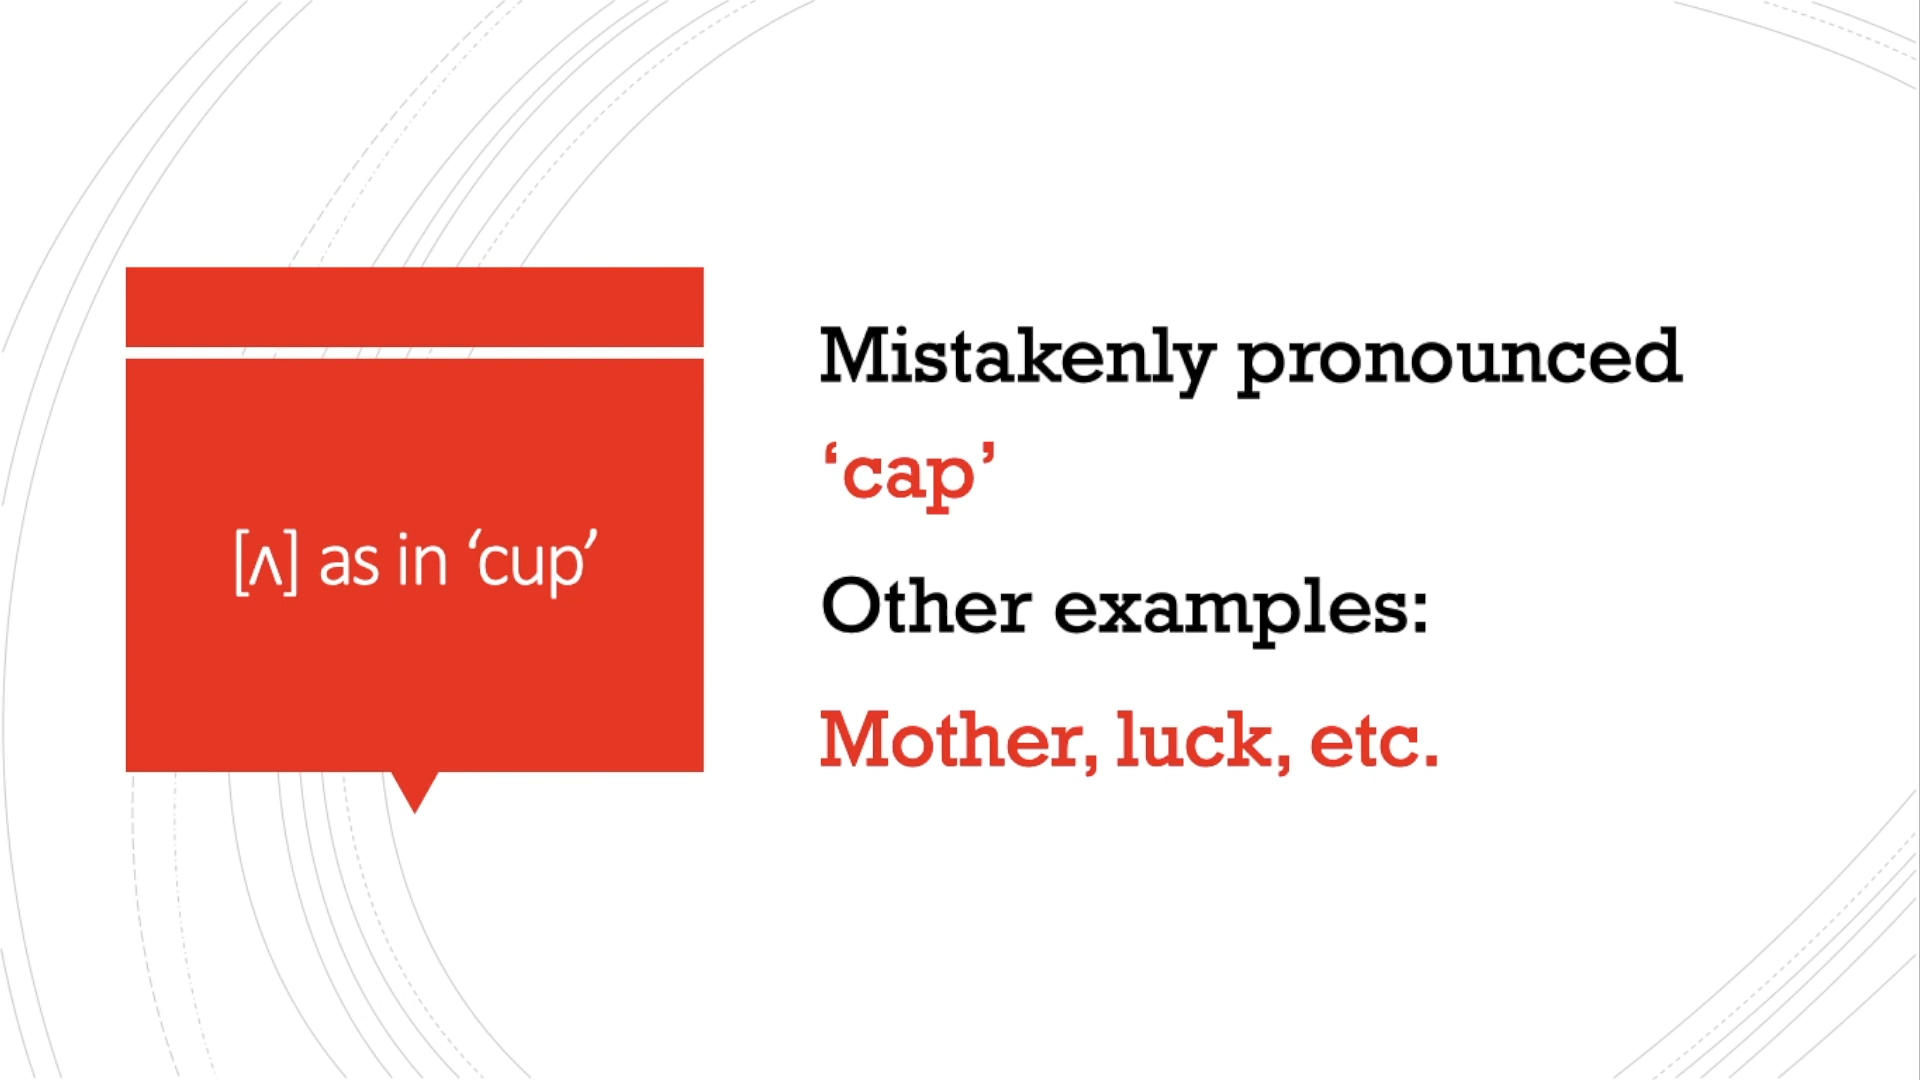 [ʌ] as in ‘cup’
Mistakenly pronounced
‘cap’
Other examples:
Mother, luck, etc.